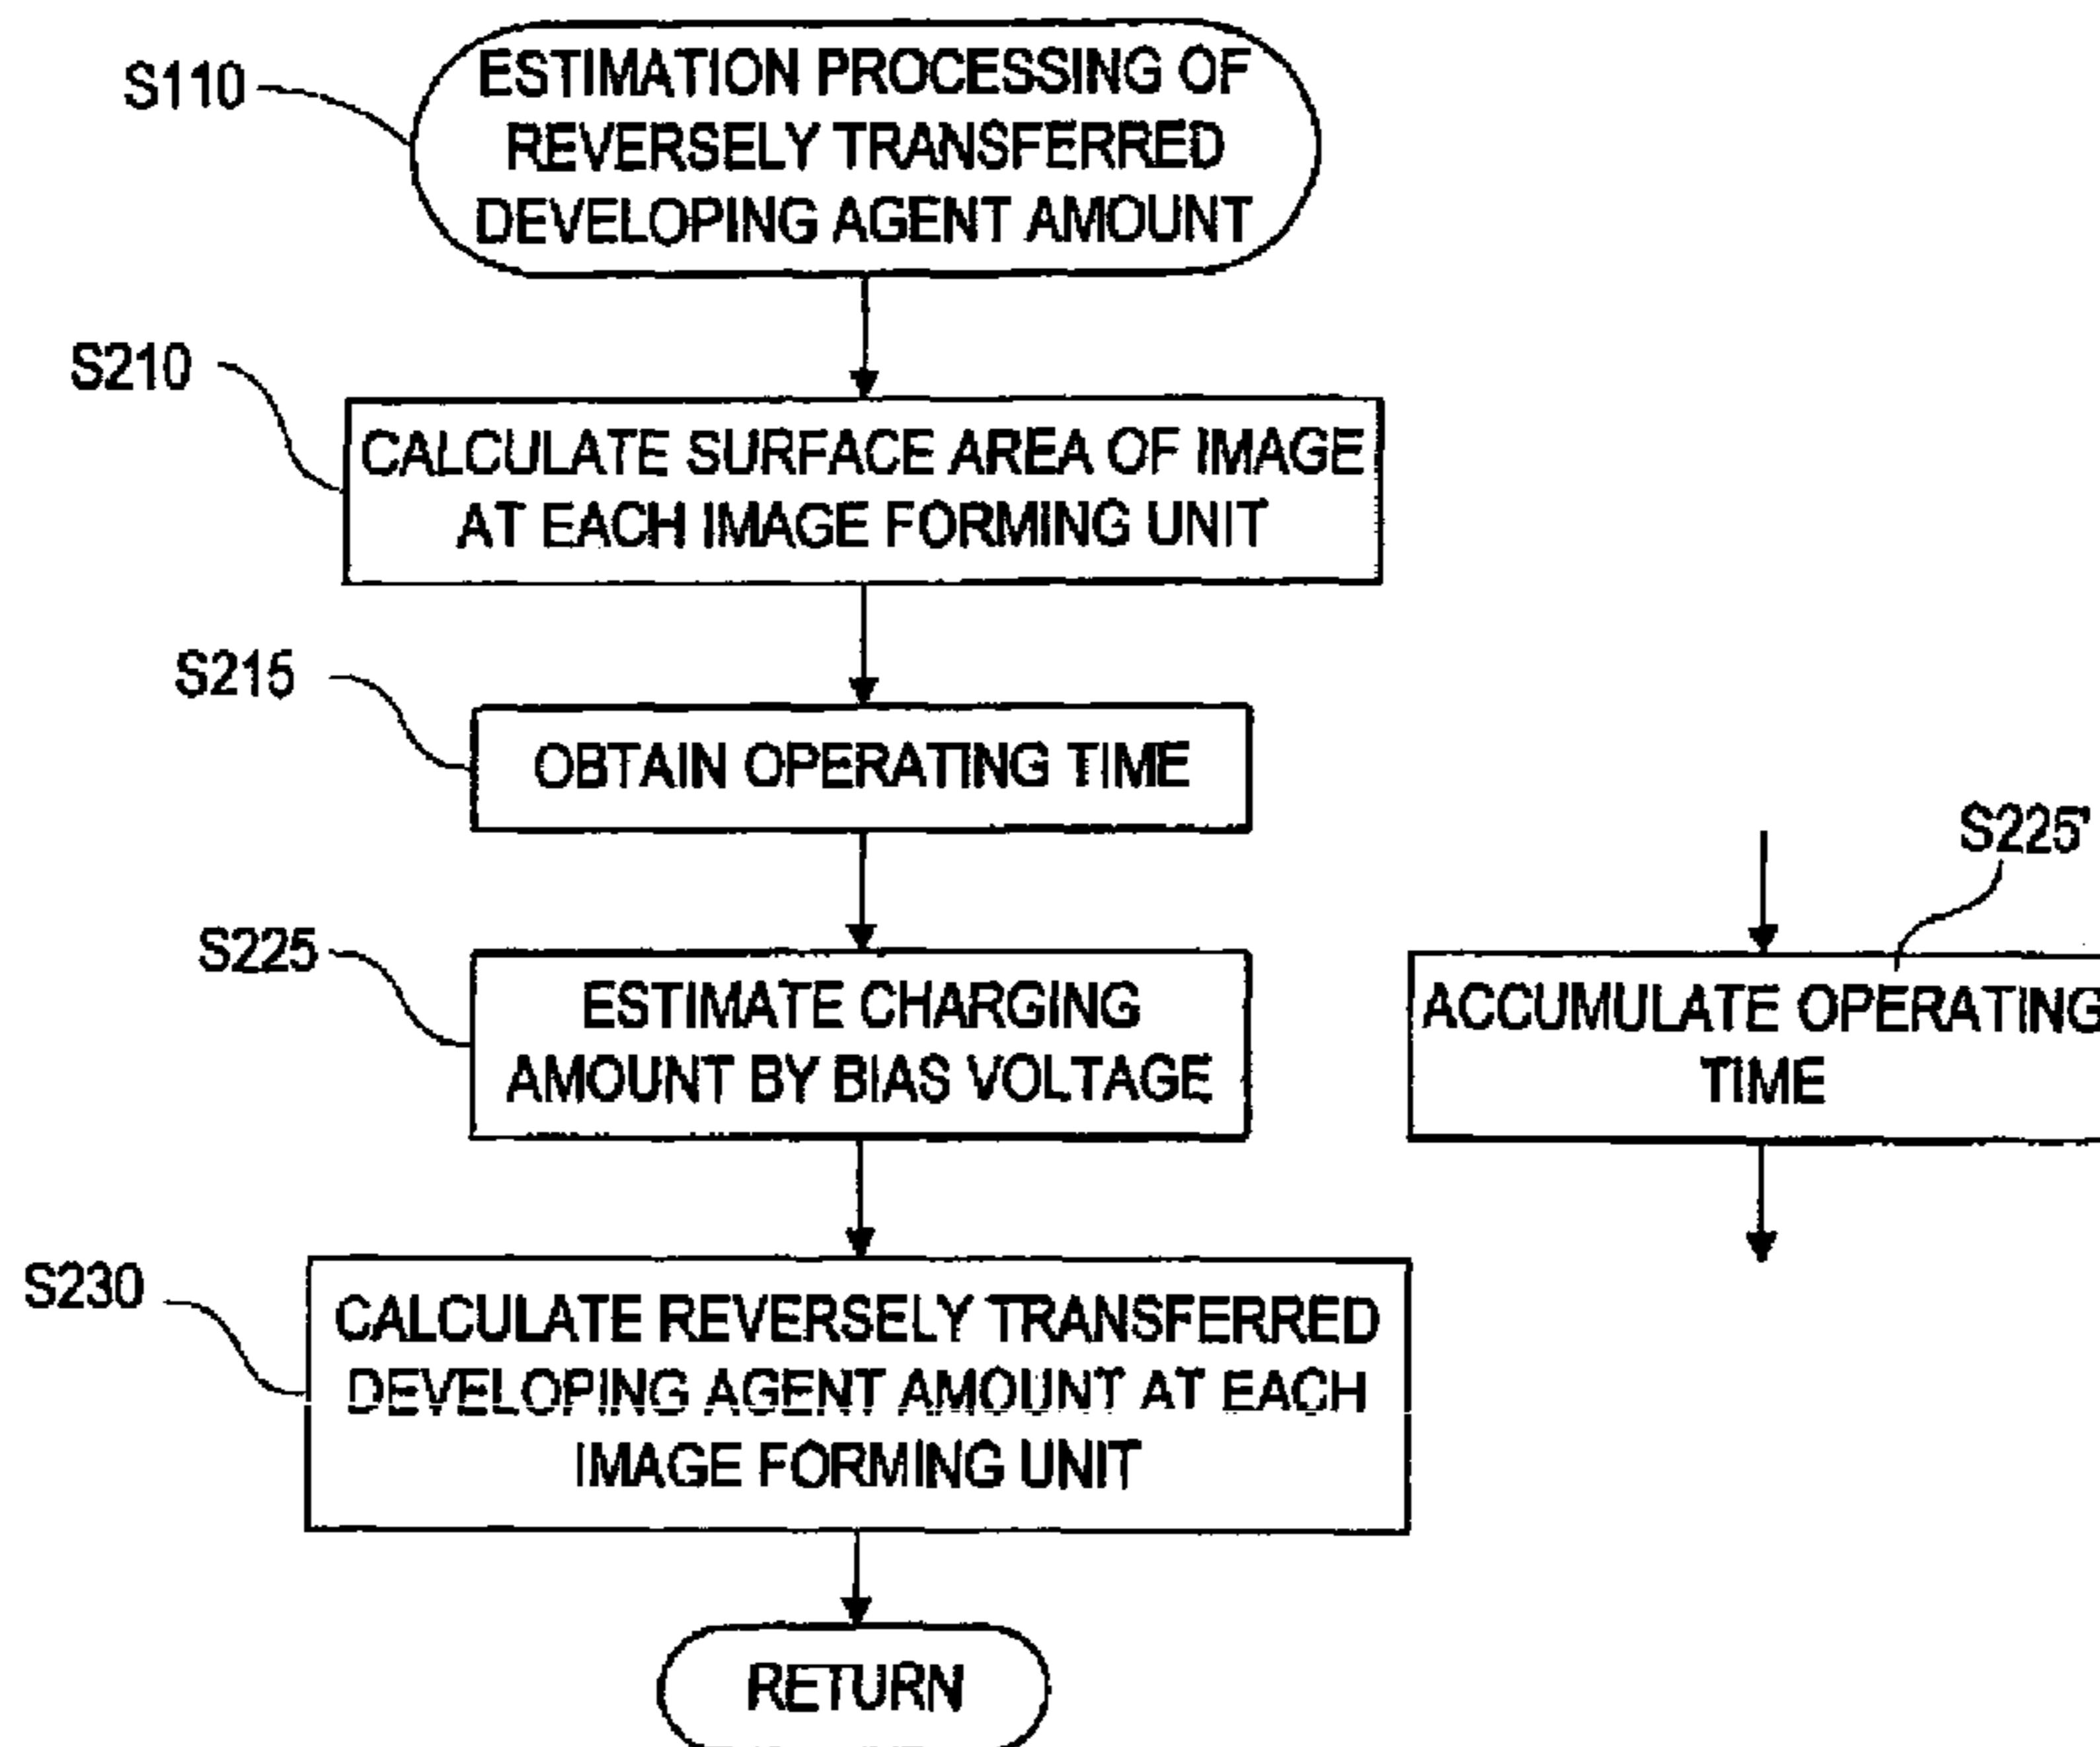 S110
ESTIMATION PROCESSING OF
REVERSELY TRANSFERRED
DEVELOPING AGENT AMOUNT
S210
CALCULATE SURFACE AREA OF IMAGE
AT EACH IMAGE FORMING UNIT
S215
OBTAIN OPERATING TIME
S225
ESTIMATE CHARGING
AMOUNT BY BIAS VOLTAGE
S225'
ACCUMULATE OPERATING
TIME
S230
CALCULATE REVERSELY TRANSFERRED
DEVELOPING AGENT AMOUNT AT EACH
IMAGE FORMING UNIT
RETURN